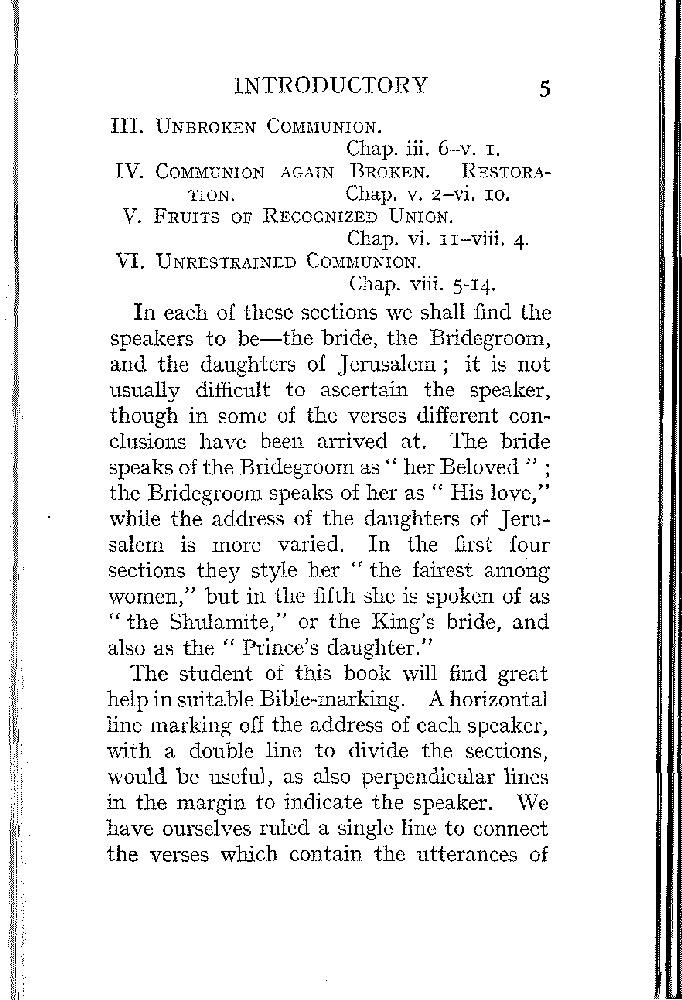 INTRODUCTORY 5
III. UNBROKEN COMMUNION.
Chap. iii. 6–v. 1.
IV. COMMUNION AGAIN BROKEN. RESTORA-
TION. Chap. v. 2–vi. 10.
V. FRUITS OF RECOGNIZED UNION.
Chap. vi. 11–viii. 4.
VI. UNRESTRAINED COMMUNION.
Chap. viii. 5-14.
In each of these sections we shall find the
speakers to be—the bride, the Bridegroom,
and the daughters of Jerusalem ; it is not
usually difficult to ascertain the speaker,
though in some of the verses different con-
clusions have been arrived at. The bride
speaks of the Bridegroom as “ her Beloved ” ;
the Bridegroom speaks of her as “ His love,”
while the address of the daughters of Jeru-
salem is more varied. In the first four
sections they style her “ the fairest among
women,” but in the fifth she is spoken of as
“ the Shulamite,” or the King’s bride, and
also as the “ Prince’s daughter.”
The student of this book will find great
help in suitable Bible-marking. A horizontal
line marking off the address of each speaker,
with a double line to divide the sections,
would be useful, as also perpendicular lines
in the margin to indicate the speaker. We
have ourselves ruled a single line to connect
the verses which contain the utterances of